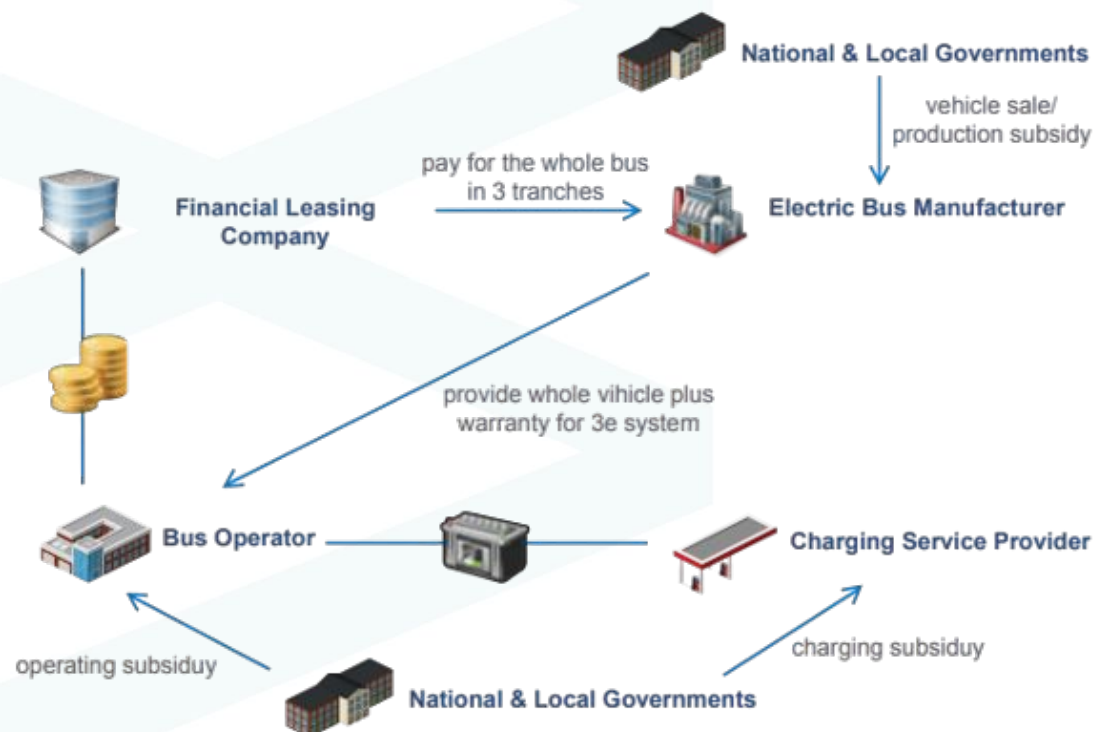 National & Local Governments
vehicle sale/
production subsidy
pay for the whole bus
in 3 tranches
Financial Leasing
Company
Electric Bus Manufacturer
provide whole vihicle plus
warranty for 3e system
Bus Operator
Charging Service Provider
operating subsiduy
charging subsiduy
National & Local Governments